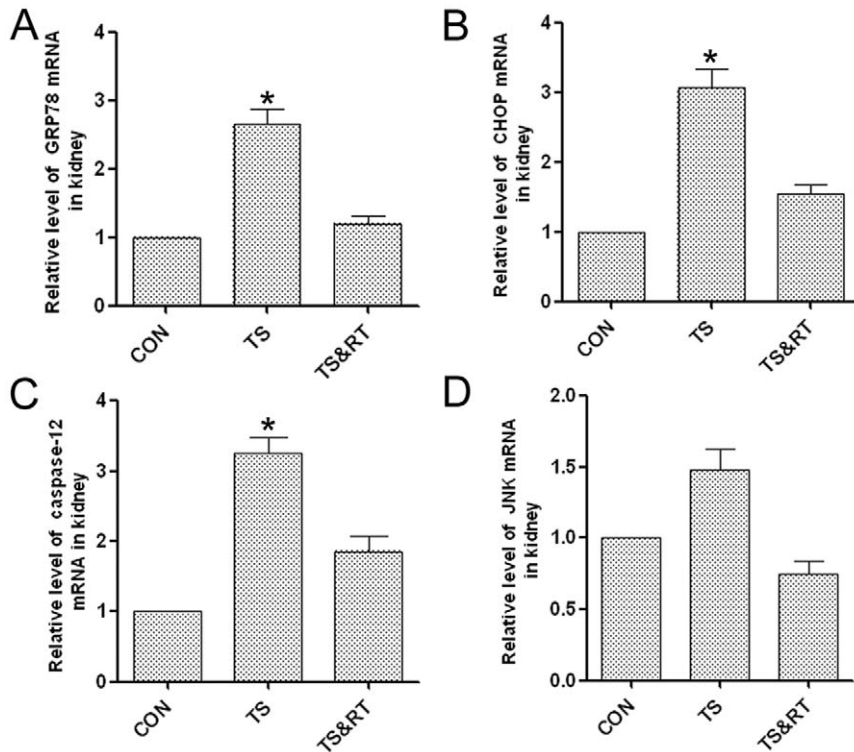 A
Relative level of GRP78 mRNA
in kidney
4
3
2
1
0
*
CON
TS
TS&RT
B
Relative level of CHOP mRNA
in kidney
4
3
2
1
0
*
CON
TS
TS&RT
C
Relative level of caspase-12
mRNA in kidney
4
3
2
1
0
*
CON
TS
TS&RT
D
Relative level of JNK mRNA
in kidney
2.0
1.5
1.0
0.5
0.0
CON
TS
TS&RT